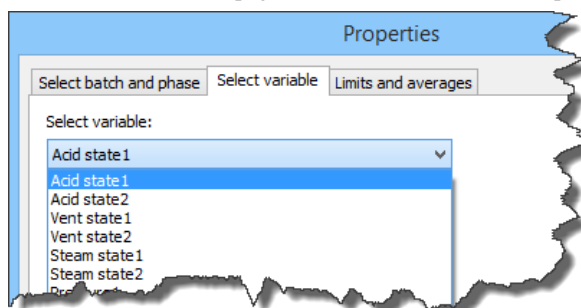 Properties
Select batch and phase Select variable Limits and averages
Select variable:
Acid state1
Acid state1
Acid state2
Vent state1
Vent state2
Steam state1
Steam state2